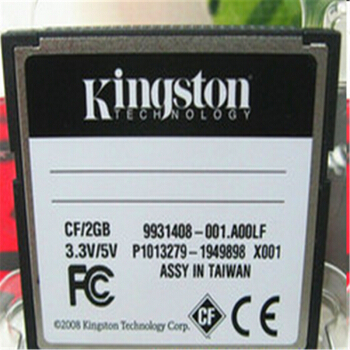 Kingston
TECHNOLOGY
CF/2GB 9931408-001.A00LF
3.3V/5V P1013279-1949898 X001
ASSY IN TAIWAN
FC CF CE
©2008 Kingston Technology Corp.